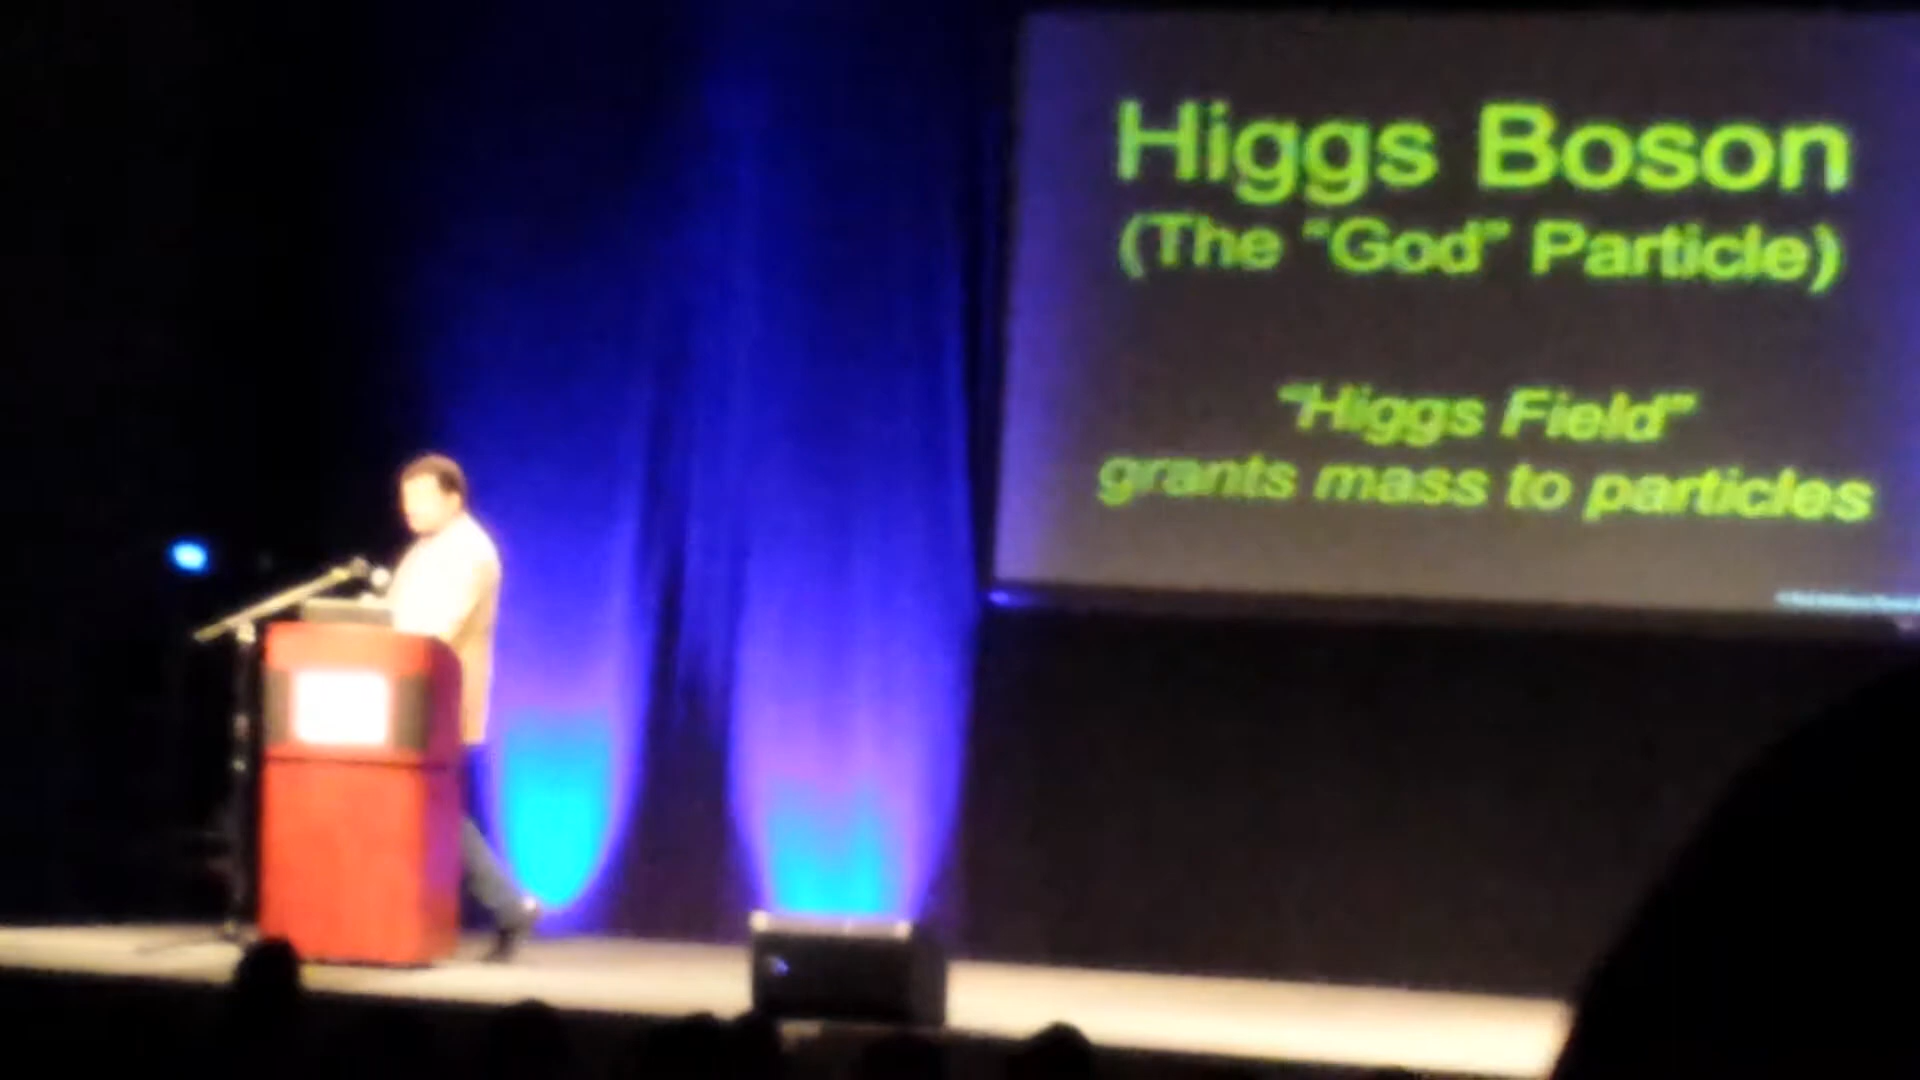 Higgs Boson
(The "God" Particle)
"Higgs Field"
grants mass to particles